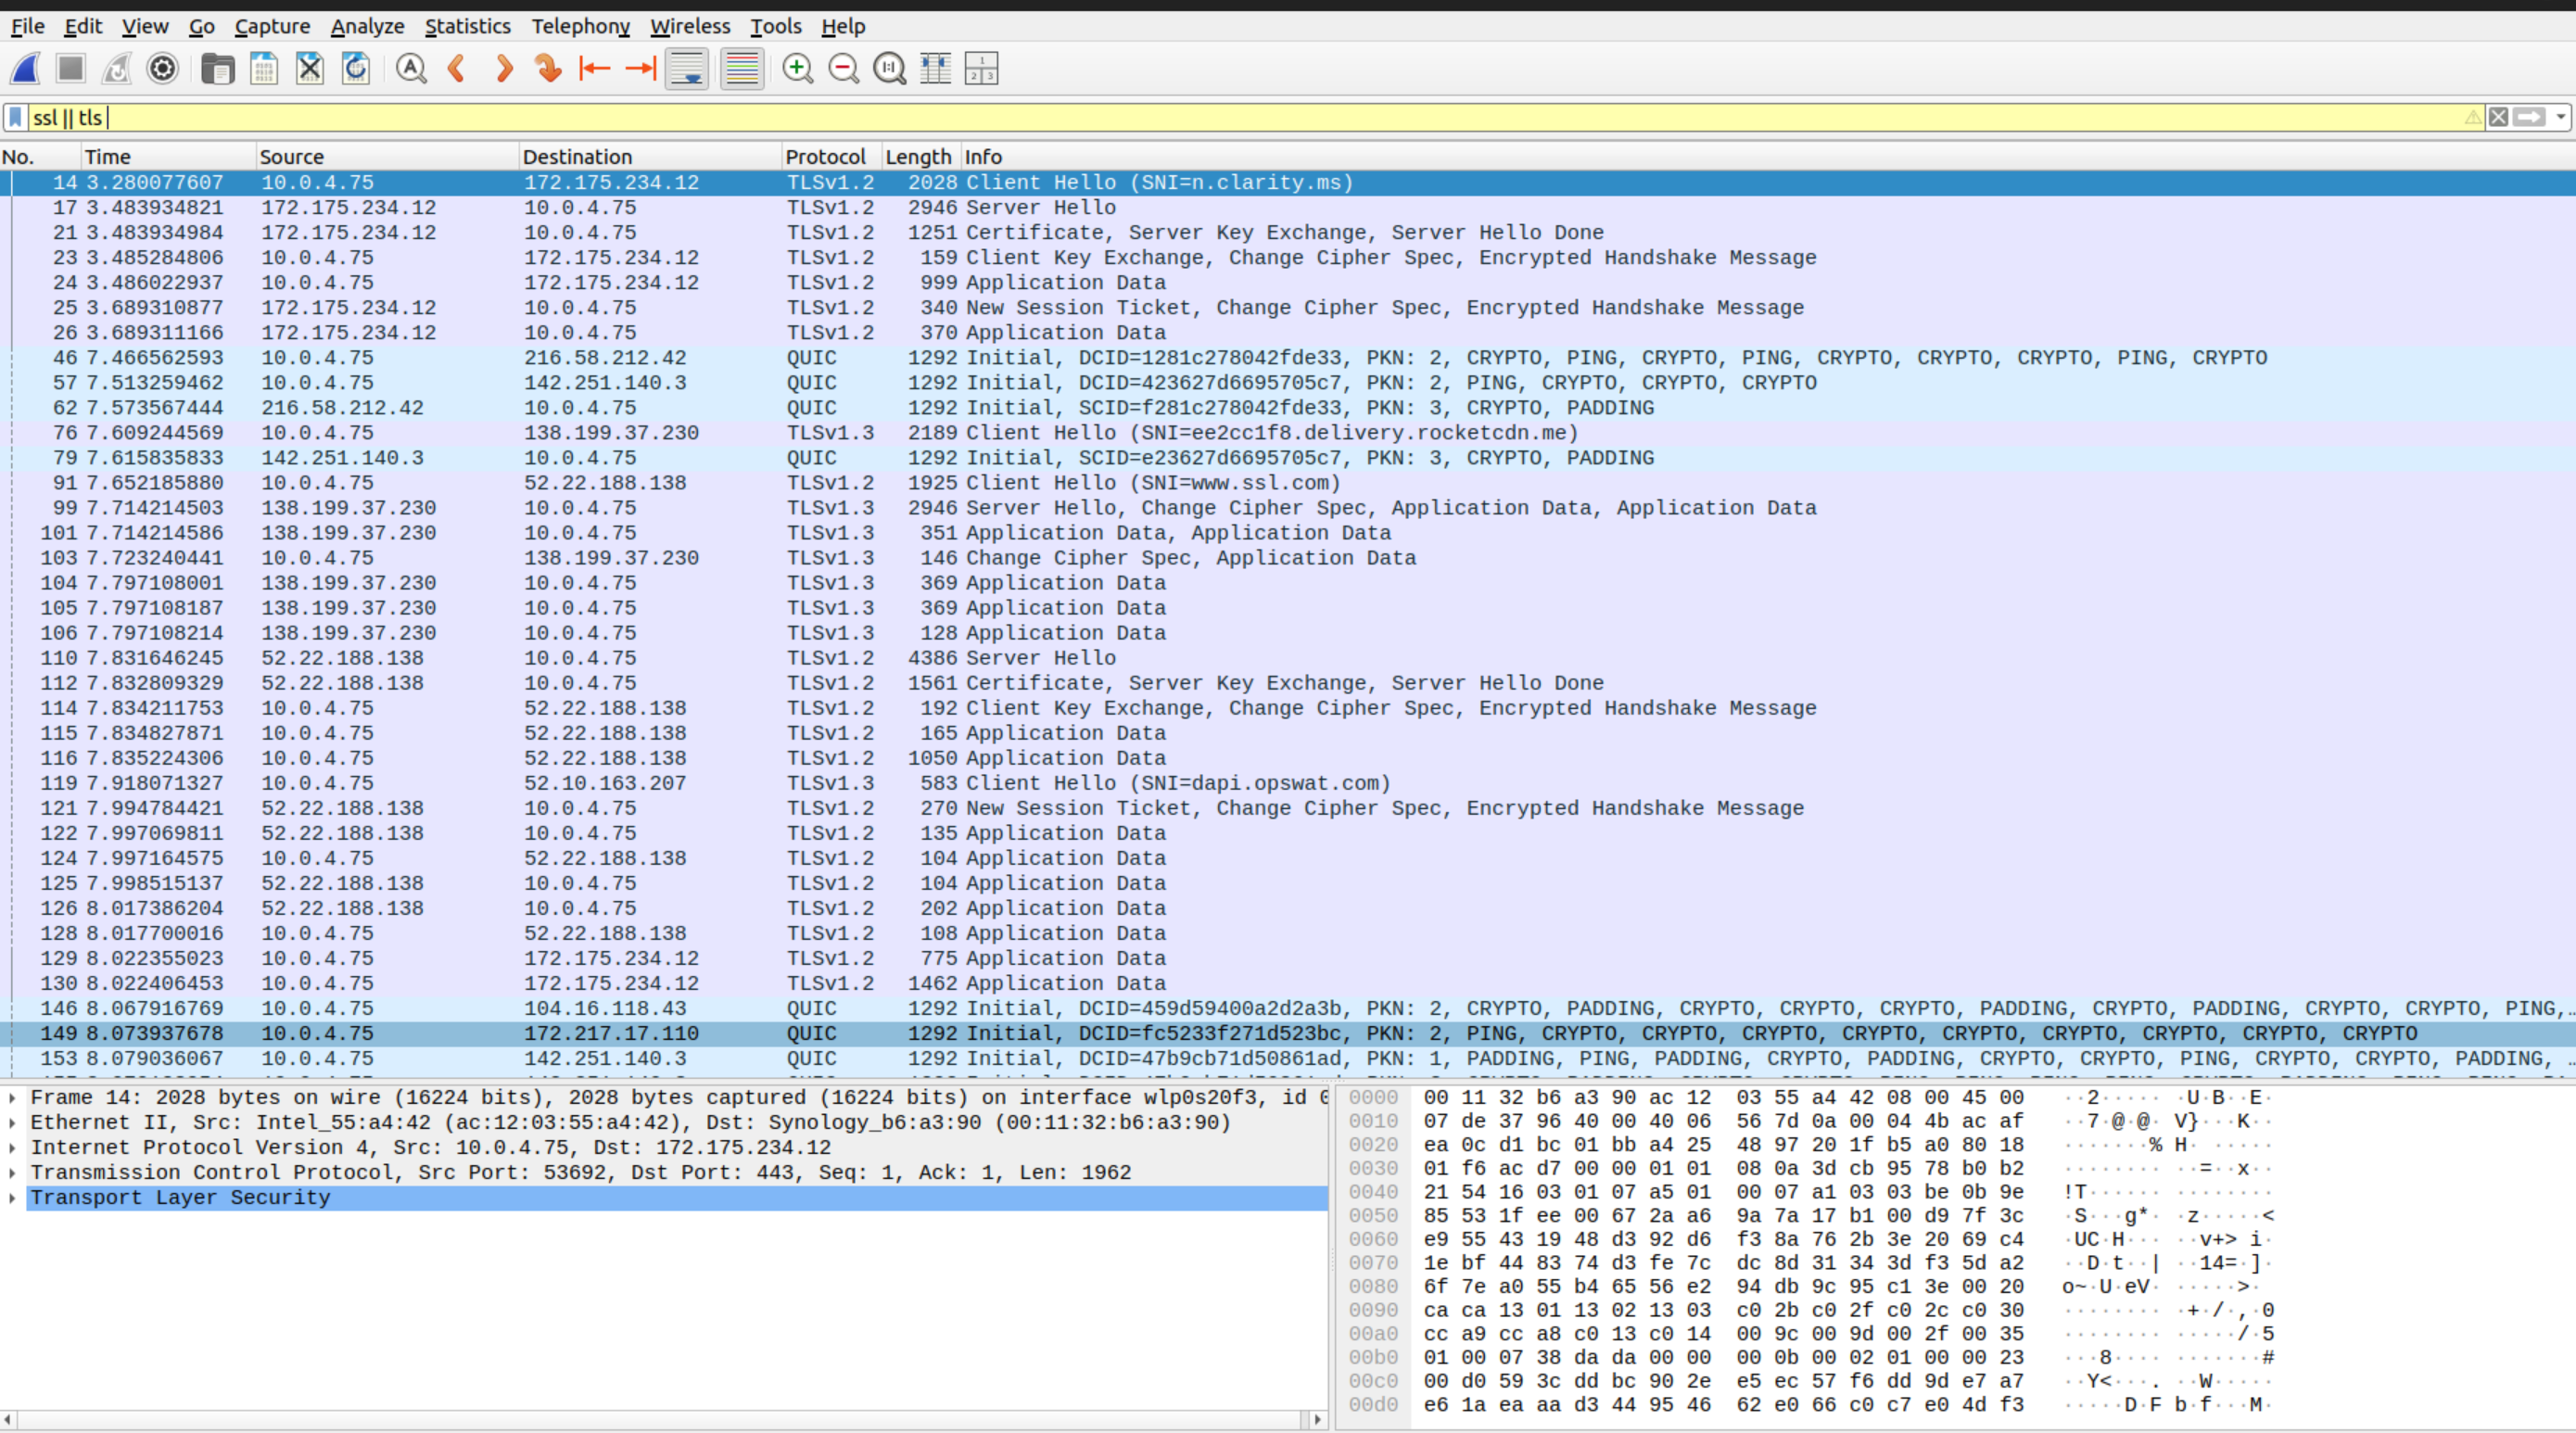 File Edit View Go Capture Analyze Statistics Telephony Wireless Tools Help
ssl || tls
No. Time Source Destination Protocol Length Info
14 3.280077607 10.0.4.75 172.175.234.12 TLSv1.2 2028 Client Hello (SNI=n.clarity.ms)
17 3.483934821 172.175.234.12 10.0.4.75 TLSv1.2 2946 Server Hello
21 3.483934984 172.175.234.12 10.0.4.75 TLSv1.2 1251 Certificate, Server Key Exchange, Server Hello Done
23 3.485284806 10.0.4.75 172.175.234.12 TLSv1.2 159 Client Key Exchange, Change Cipher Spec, Encrypted Handshake Message
24 3.486022937 10.0.4.75 172.175.234.12 TLSv1.2 999 Application Data
25 3.689310877 172.175.234.12 10.0.4.75 TLSv1.2 340 New Session Ticket, Change Cipher Spec, Encrypted Handshake Message
26 3.689311166 172.175.234.12 10.0.4.75 TLSv1.2 370 Application Data
46 7.466562593 10.0.4.75 216.58.212.42 QUIC 1292 Initial, DCID=1281c278042fde33, PKN: 2, CRYPTO, PING, CRYPTO, PING, CRYPTO, CRYPTO, CRYPTO, PING, CRYPTO
57 7.513259462 10.0.4.75 142.251.140.3 QUIC 1292 Initial, DCID=423627d6695705c7, PKN: 2, PING, CRYPTO, CRYPTO, CRYPTO
62 7.573567444 216.58.212.42 10.0.4.75 QUIC 1292 Initial, SCID=f281c278042fde33, PKN: 3, CRYPTO, PADDING
76 7.609244569 10.0.4.75 138.199.37.230 TLSv1.3 2189 Client Hello (SNI=ee2cc1f8.delivery.rocketcdn.me)
79 7.615835833 142.251.140.3 10.0.4.75 QUIC 1292 Initial, SCID=e23627d6695705c7, PKN: 3, CRYPTO, PADDING
91 7.652185880 10.0.4.75 52.22.188.138 TLSv1.2 1925 Client Hello (SNI=www.ssl.com)
99 7.714214503 138.199.37.230 10.0.4.75 TLSv1.3 2946 Server Hello, Change Cipher Spec, Application Data, Application Data
101 7.714214586 138.199.37.230 10.0.4.75 TLSv1.3 351 Application Data, Application Data
103 7.723240441 10.0.4.75 138.199.37.230 TLSv1.3 146 Change Cipher Spec, Application Data
104 7.797108001 138.199.37.230 10.0.4.75 TLSv1.3 369 Application Data
105 7.797108187 138.199.37.230 10.0.4.75 TLSv1.3 369 Application Data
106 7.797108214 138.199.37.230 10.0.4.75 TLSv1.3 128 Application Data
110 7.831646245 52.22.188.138 10.0.4.75 TLSv1.2 4386 Server Hello
112 7.832809329 52.22.188.138 10.0.4.75 TLSv1.2 1561 Certificate, Server Key Exchange, Server Hello Done
114 7.834211753 10.0.4.75 52.22.188.138 TLSv1.2 192 Client Key Exchange, Change Cipher Spec, Encrypted Handshake Message
115 7.834827871 10.0.4.75 52.22.188.138 TLSv1.2 165 Application Data
116 7.835224306 10.0.4.75 52.22.188.138 TLSv1.2 1050 Application Data
119 7.918071327 10.0.4.75 52.10.163.207 TLSv1.3 583 Client Hello (SNI=dapi.opswat.com)
121 7.994784421 52.22.188.138 10.0.4.75 TLSv1.2 270 New Session Ticket, Change Cipher Spec, Encrypted Handshake Message
122 7.997069811 52.22.188.138 10.0.4.75 TLSv1.2 135 Application Data
124 7.997164575 10.0.4.75 52.22.188.138 TLSv1.2 104 Application Data
125 7.998515137 52.22.188.138 10.0.4.75 TLSv1.2 104 Application Data
126 8.017386204 52.22.188.138 10.0.4.75 TLSv1.2 202 Application Data
128 8.017700016 10.0.4.75 52.22.188.138 TLSv1.2 108 Application Data
129 8.022355023 10.0.4.75 172.175.234.12 TLSv1.2 775 Application Data
130 8.022406453 10.0.4.75 172.175.234.12 TLSv1.2 1462 Application Data
146 8.067916769 10.0.4.75 104.16.118.43 QUIC 1292 Initial, DCID=459d59400a2d2a3b, PKN: 2, CRYPTO, PADDING, CRYPTO, CRYPTO, CRYPTO, PADDING, CRYPTO, PADDING, CRYPTO, CRYPTO, PING,…
149 8.073937678 10.0.4.75 172.217.17.110 QUIC 1292 Initial, DCID=fc5233f271d523bc, PKN: 2, PING, CRYPTO, CRYPTO, CRYPTO, CRYPTO, CRYPTO, CRYPTO, CRYPTO, CRYPTO, CRYPTO
153 8.079036067 10.0.4.75 142.251.140.3 QUIC 1292 Initial, DCID=47b9cb71d50861ad, PKN: 1, PADDING, PING, PADDING, CRYPTO, PADDING, CRYPTO, CRYPTO, PING, CRYPTO, CRYPTO, PADDING, …
Frame 14: 2028 bytes on wire (16224 bits), 2028 bytes captured (16224 bits) on interface wlp0s20f3, id 0
Ethernet II, Src: Intel_55:a4:42 (ac:12:03:55:a4:42), Dst: Synology_b6:a3:90 (00:11:32:b6:a3:90)
Internet Protocol Version 4, Src: 10.0.4.75, Dst: 172.175.234.12
Transmission Control Protocol, Src Port: 53692, Dst Port: 443, Seq: 1, Ack: 1, Len: 1962
Transport Layer Security
0000 00 11 32 b6 a3 90 ac 12 03 55 a4 42 08 00 45 00 ··2····· ·U·B··E·
0010 07 de 37 96 40 00 40 06 56 7d 0a 00 04 4b ac af ··7·@·@· V}···K··
0020 ea 0c d1 bc 01 bb a4 25 48 97 20 1f b5 a0 80 18 ·······% H· ·····
0030 01 f6 ac d7 00 00 01 01 08 0a 3d cb 95 78 b0 b2 ········ ··=··x··
0040 21 54 16 03 01 07 a5 01 00 07 a1 03 03 be 0b 9e !T······ ········
0050 85 53 1f ee 00 67 2a a6 9a 7a 17 b1 00 d9 7f 3c ·S···g*· ·z·····<
0060 e9 55 43 19 48 d3 92 d6 f3 8a 76 2b 3e 20 69 c4 ·UC·H··· ··v+> i·
0070 1e bf 44 83 74 d3 fe 7c dc 8d 31 34 3d f3 5d a2 ··D·t··| ··14=·]·
0080 6f 7e a0 55 b4 65 56 e2 94 db 9c 95 c1 3e 00 20 o~·U·eV· ·····>· 
0090 ca ca 13 01 13 02 13 03 c0 2b c0 2f c0 2c c0 30 ········ ·+·/·,·0
00a0 cc a9 cc a8 c0 13 c0 14 00 9c 00 9d 00 2f 00 35 ········ ·····/·5
00b0 01 00 07 38 da da 00 00 00 0b 00 02 01 00 00 23 ···8···· ·······#
00c0 00 d0 59 3c dd bc 90 2e e5 ec 57 f6 dd 9d e7 a7 ··Y<···. ··W·····
00d0 e6 1a ea aa d3 44 95 46 62 e0 66 c0 c7 e0 4d f3 ·····D·F b·f···M·